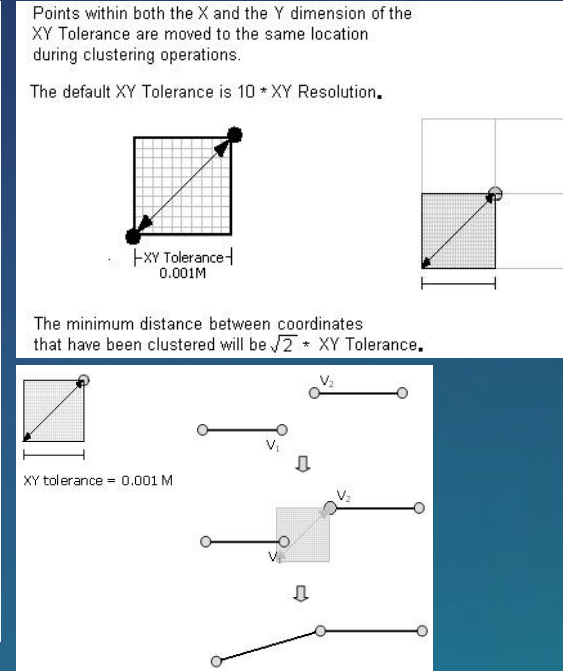 Points within both the X and the Y dimension of the
XY Tolerance are moved to the same location
during clustering operations.
The default XY Tolerance is 10 * XY Resolution.
XY Tolerance
0.001M
The minimum distance between coordinates
that have been clustered will be √2 * XY Tolerance.
V₂
V₁
XY tolerance = 0.001 M
V₂
V